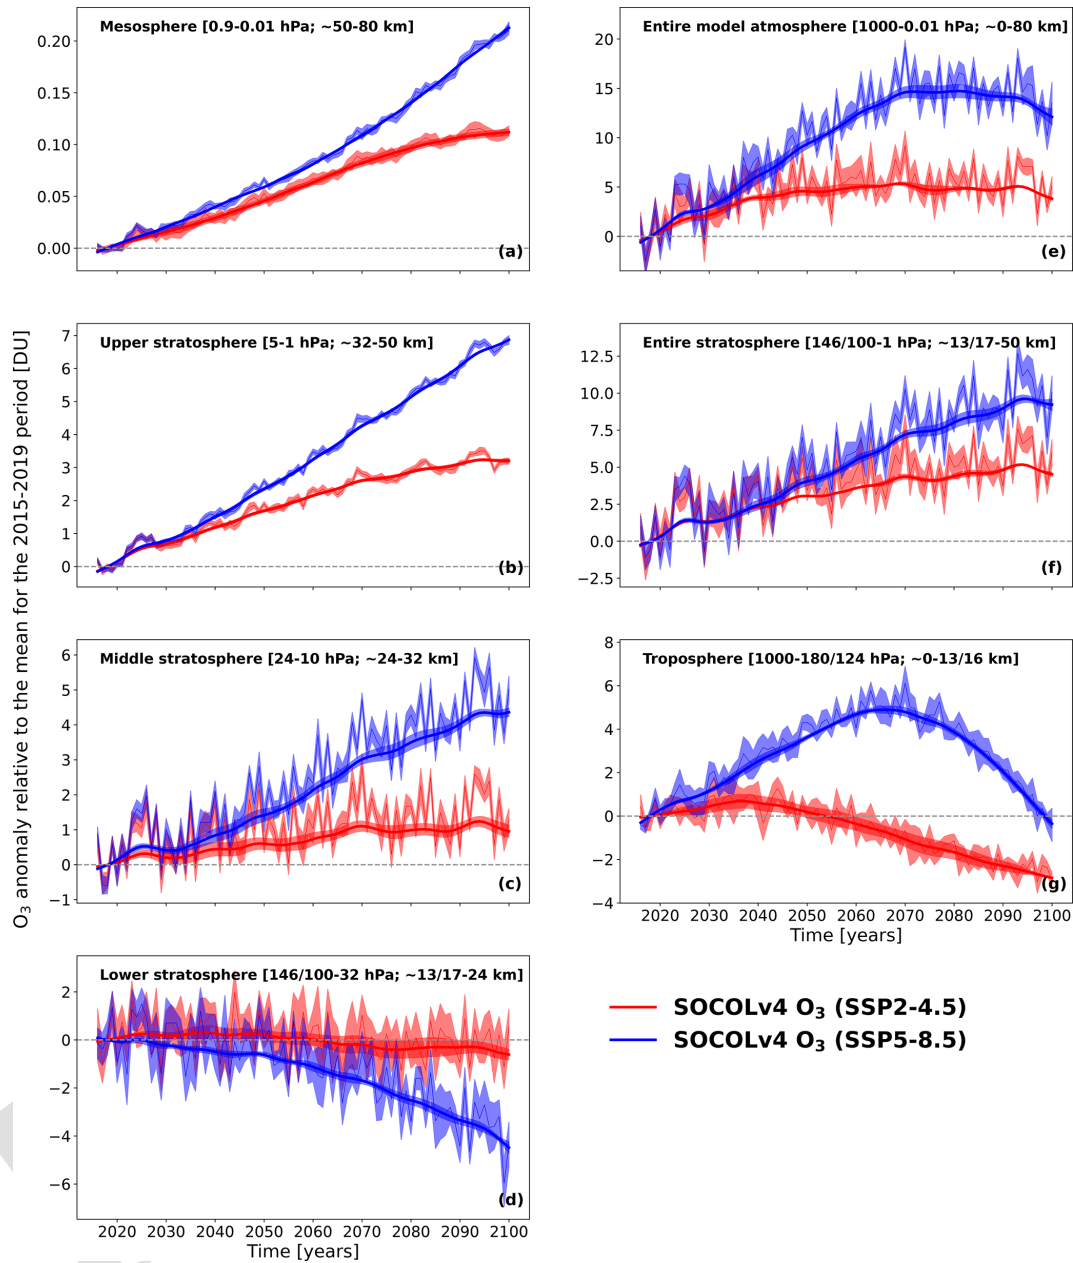 O3 anomaly relative to the mean for the 2015-2019 period [DU]
Mesosphere [0.9-0.01 hPa; ~50-80 km]
0.20
0.15
0.10
0.05
0.00
(a)
Upper stratosphere [5-1 hPa; ~32-50 km]
7
6
5
4
3
2
1
0
(b)
Middle stratosphere [24-10 hPa; ~24-32 km]
6
5
4
3
2
1
0
−1
(c)
Lower stratosphere [146/100-32 hPa; ~13/17-24 km]
2
0
−2
−4
−6
(d)
2020 2030 2040 2050 2060 2070 2080 2090 2100
Time [years]
Entire model atmosphere [1000-0.01 hPa; ~0-80 km]
20
15
10
5
0
(e)
Entire stratosphere [146/100-1 hPa; ~13/17-50 km]
12.5
10.0
7.5
5.0
2.5
0.0
−2.5
(f)
Troposphere [1000-180/124 hPa; ~0-13/16 km]
8
6
4
2
0
−2
−4
(g)
2020 2030 2040 2050 2060 2070 2080 2090 2100
Time [years]
SOCOLv4 O3 (SSP2-4.5)
SOCOLv4 O3 (SSP5-8.5)